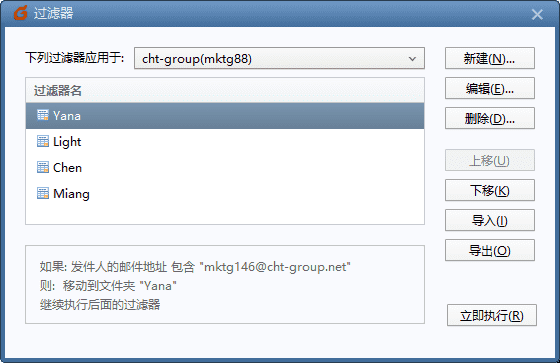 过滤器
下列过滤器应用于: cht-group(mktg88)
新建(N)...
过滤器名
编辑(E)...
Yana
删除(D)...
Light
上移(U)
Chen
下移(K)
Miang
导入(I)
导出(O)
如果: 发件人的邮件地址 包含 "mktg146@cht-group.net"
则: 移动到文件夹 "Yana"
继续执行后面的过滤器
立即执行(R)